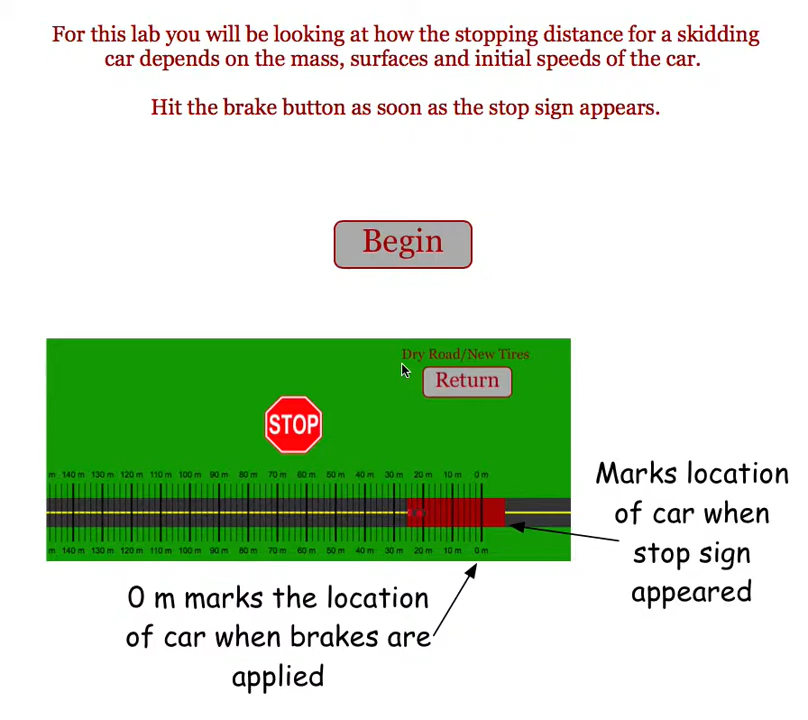 For this lab you will be looking at how the stopping distance for a skidding
car depends on the mass, surfaces and initial speeds of the car.
Hit the brake button as soon as the stop sign appears.
Begin
Dry Road/New Tires
Return
STOP
m 140 m 130 m 120 m 110 m 100 m 90 m 80 m 70 m 60 m 50 m 40 m 30 m 20 m 10 m 0 m
m 140 m 130 m 120 m 110 m 100 m 90 m 80 m 70 m 60 m 50 m 40 m 30 m 20 m 10 m 0 m
Marks location
of car when
stop sign
appeared
0 m marks the location
of car when brakes are
applied